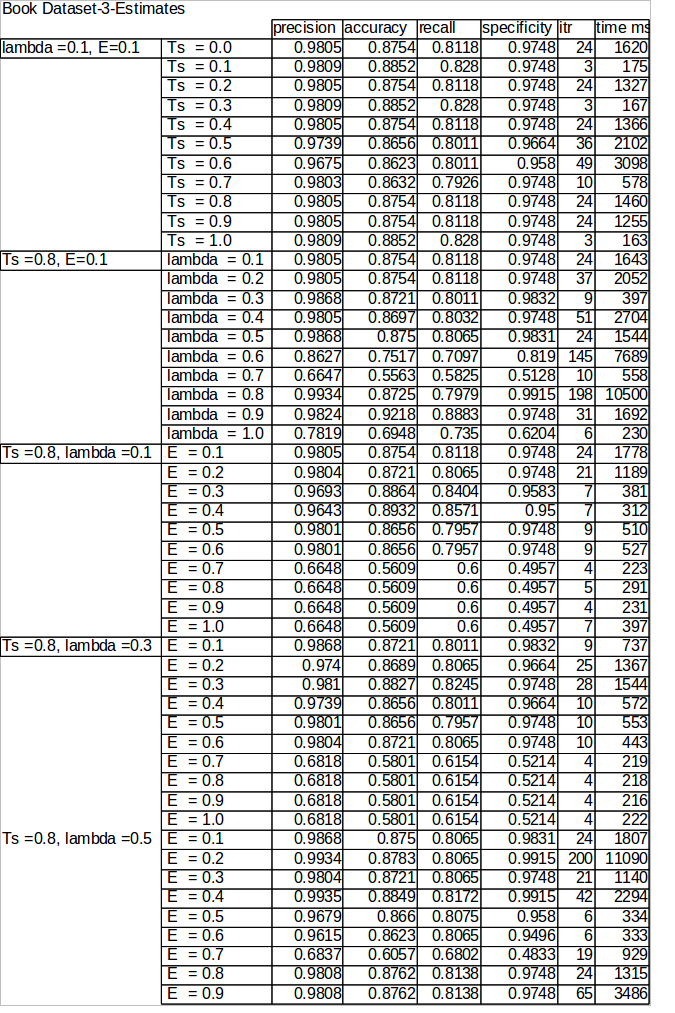 Book Dataset-3-Estimates
precision accuracy recall specificity itr time ms
lambda =0.1, E=0.1 Ts = 0.0 0.9805 0.8754 0.8118 0.9748 24 1620
Ts = 0.1 0.9809 0.8852 0.828 0.9748 3 175
Ts = 0.2 0.9805 0.8754 0.8118 0.9748 24 1327
Ts = 0.3 0.9809 0.8852 0.828 0.9748 3 167
Ts = 0.4 0.9805 0.8754 0.8118 0.9748 24 1366
Ts = 0.5 0.9739 0.8656 0.8011 0.9664 36 2102
Ts = 0.6 0.9675 0.8623 0.8011 0.958 49 3098
Ts = 0.7 0.9803 0.8632 0.7926 0.9748 10 578
Ts = 0.8 0.9805 0.8754 0.8118 0.9748 24 1460
Ts = 0.9 0.9805 0.8754 0.8118 0.9748 24 1255
Ts = 1.0 0.9809 0.8852 0.828 0.9748 3 163
Ts =0.8, E=0.1 lambda = 0.1 0.9805 0.8754 0.8118 0.9748 24 1643
lambda = 0.2 0.9805 0.8754 0.8118 0.9748 37 2052
lambda = 0.3 0.9868 0.8721 0.8011 0.9832 9 397
lambda = 0.4 0.9805 0.8697 0.8032 0.9748 51 2704
lambda = 0.5 0.9868 0.875 0.8065 0.9831 24 1544
lambda = 0.6 0.8627 0.7517 0.7097 0.819 145 7689
lambda = 0.7 0.6647 0.5563 0.5825 0.5128 10 558
lambda = 0.8 0.9934 0.8725 0.7979 0.9915 198 10500
lambda = 0.9 0.9824 0.9218 0.8883 0.9748 31 1692
lambda = 1.0 0.7819 0.6948 0.735 0.6204 6 230
Ts =0.8, lambda =0.1 E = 0.1 0.9805 0.8754 0.8118 0.9748 24 1778
E = 0.2 0.9804 0.8721 0.8065 0.9748 21 1189
E = 0.3 0.9693 0.8864 0.8404 0.9583 7 381
E = 0.4 0.9643 0.8932 0.8571 0.95 7 312
E = 0.5 0.9801 0.8656 0.7957 0.9748 9 510
E = 0.6 0.9801 0.8656 0.7957 0.9748 9 527
E = 0.7 0.6648 0.5609 0.6 0.4957 4 223
E = 0.8 0.6648 0.5609 0.6 0.4957 5 291
E = 0.9 0.6648 0.5609 0.6 0.4957 4 231
E = 1.0 0.6648 0.5609 0.6 0.4957 7 397
Ts =0.8, lambda =0.3 E = 0.1 0.9868 0.8721 0.8011 0.9832 9 737
E = 0.2 0.974 0.8689 0.8065 0.9664 25 1367
E = 0.3 0.981 0.8827 0.8245 0.9748 28 1544
E = 0.4 0.9739 0.8656 0.8011 0.9664 10 572
E = 0.5 0.9801 0.8656 0.7957 0.9748 10 553
E = 0.6 0.9804 0.8721 0.8065 0.9748 10 443
E = 0.7 0.6818 0.5801 0.6154 0.5214 4 219
E = 0.8 0.6818 0.5801 0.6154 0.5214 4 218
E = 0.9 0.6818 0.5801 0.6154 0.5214 4 216
E = 1.0 0.6818 0.5801 0.6154 0.5214 4 222
Ts =0.8, lambda =0.5 E = 0.1 0.9868 0.875 0.8065 0.9831 24 1807
E = 0.2 0.9934 0.8783 0.8065 0.9915 200 11090
E = 0.3 0.9804 0.8721 0.8065 0.9748 21 1140
E = 0.4 0.9935 0.8849 0.8172 0.9915 42 2294
E = 0.5 0.9679 0.866 0.8075 0.958 6 334
E = 0.6 0.9615 0.8623 0.8065 0.9496 6 333
E = 0.7 0.6837 0.6057 0.6802 0.4833 19 929
E = 0.8 0.9808 0.8762 0.8138 0.9748 24 1315
E = 0.9 0.9808 0.8762 0.8138 0.9748 65 3486